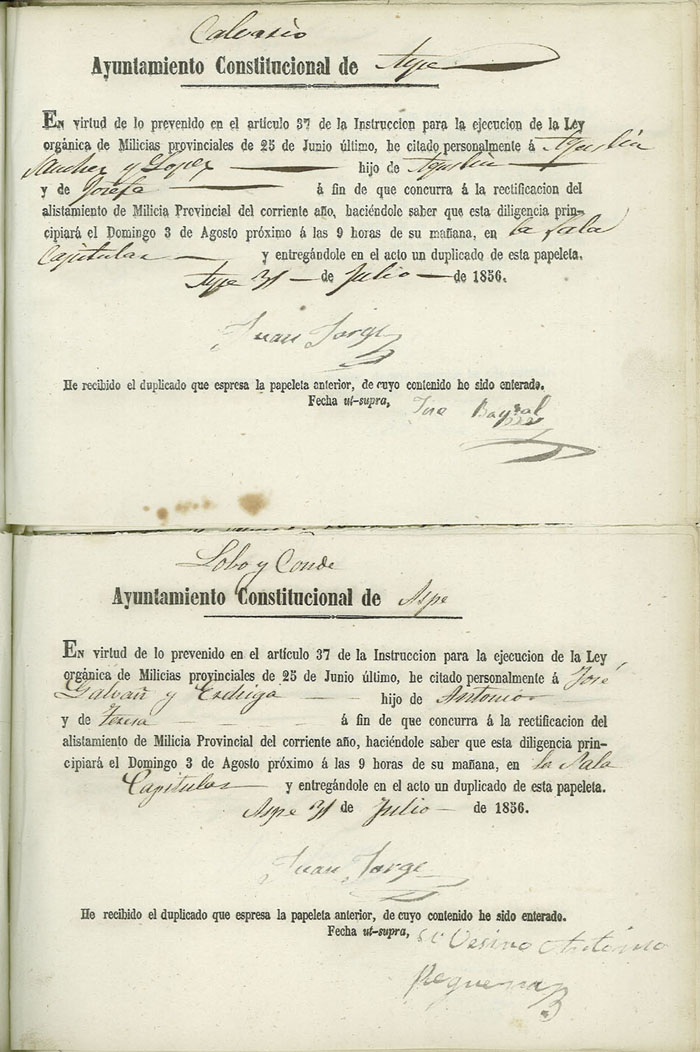 Calvario
Ayuntamiento Constitucional de Aspe
En virtud de lo prevenido en el artículo 37 de la Instruccion para la ejecucion de la Ley
orgánica de Milicias provinciales de 25 de Junio último, he citado personalmente á Agustín
Sanchez y Lopez hijo de Agustin
y de Josefa á fin de que concurra á la rectificacion del
alistamiento de Milicia Provincial del corriente año, haciéndole saber que esta diligencia prin-
cipiará el Domingo 3 de Agosto próximo á las 9 horas de su mañana, en la Sala
Capitular y entregándole en el acto un duplicado de esta papeleta.
Aspe 31 de Julio de 1856.
Juan Jorge
He recibido el duplicado que espresa la papeleta anterior, de cuyo contenido he sido enterado.
Fecha ut-supra,
Lobo y Conde
Ayuntamiento Constitucional de Aspe
En virtud de lo prevenido en el artículo 37 de la Instruccion para la ejecucion de la Ley
orgánica de Milicias provinciales de 25 de Junio último, he citado personalmente á José
Galvañ y hijo de Antonio
y de Teresa á fin de que concurra á la rectificacion del
alistamiento de Milicia Provincial del corriente año, haciéndole saber que esta diligencia prin-
cipiará el Domingo 3 de Agosto próximo á las 9 horas de su mañana, en la Sala
Capitular y entregándole en el acto un duplicado de esta papeleta.
Aspe 31 de Julio de 1856.
Juan Jorge
He recibido el duplicado que espresa la papeleta anterior, de cuyo contenido he sido enterado.
Fecha ut-supra, Vesino Antonio